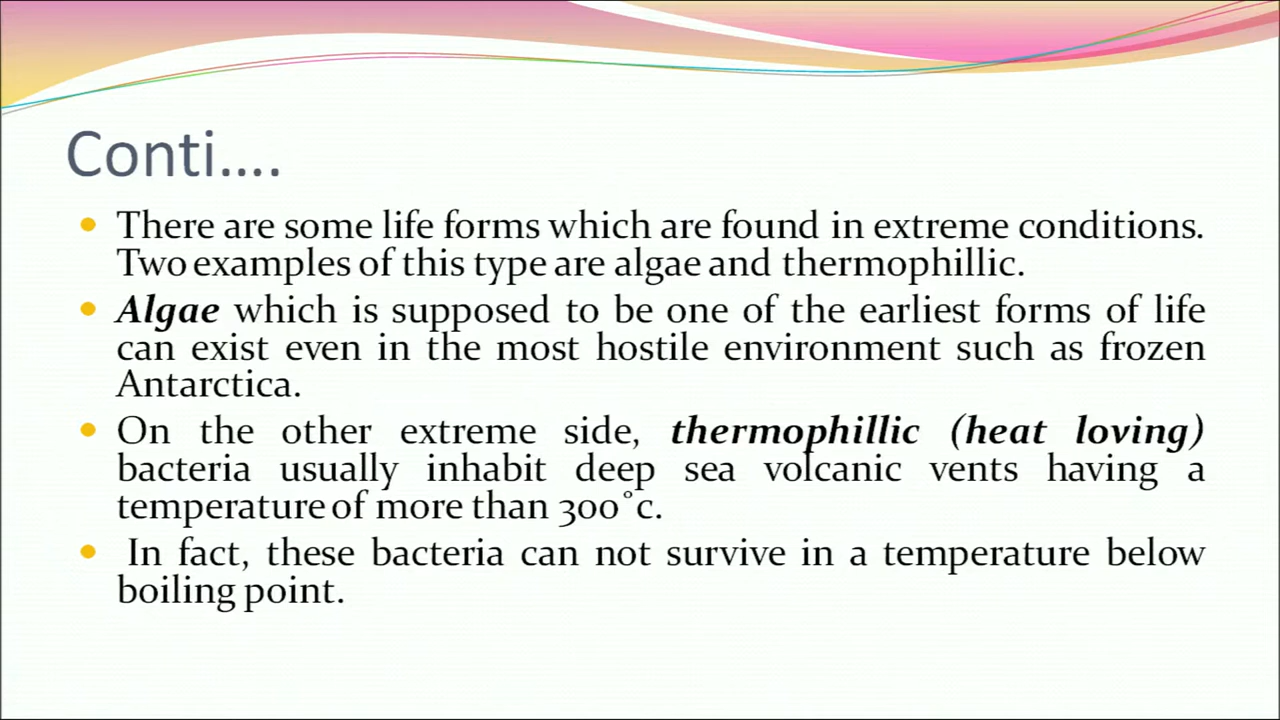 Conti....
There are some life forms which are found in extreme conditions.
Two examples of this type are algae and thermophillic.
Algae which is supposed to be one of the earliest forms of life
can exist even in the most hostile environment such as frozen
Antarctica.
On the other extreme side, thermophillic (heat loving)
bacteria usually inhabit deep sea volcanic vents having a
temperature of more than 300°c.
In fact, these bacteria can not survive in a temperature below
boiling point.